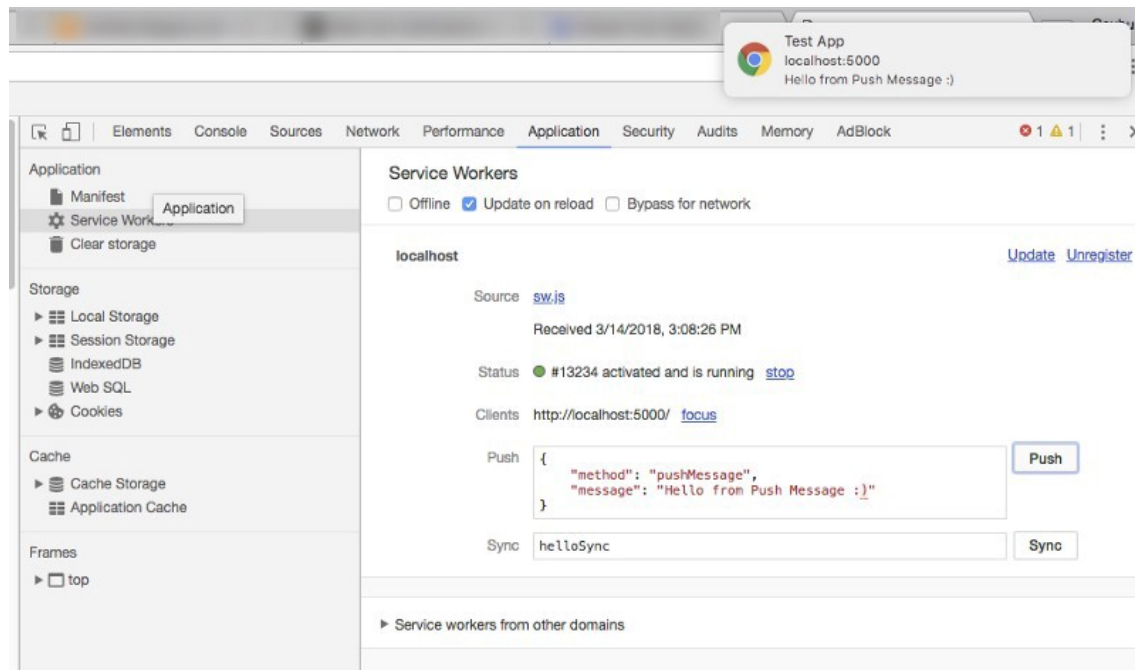 Test App
localhost:5000
Hello from Push Message :)
Elements Console Sources Network Performance Application Security Audits Memory AdBlock 1 1
Application
Manifest
Application
Service Workers
Clear storage
Storage
Local Storage
Session Storage
IndexedDB
Web SQL
Cookies
Cache
Cache Storage
Application Cache
Frames
top
Service Workers
Offline Update on reload Bypass for network
localhost Update Unregister
Source sw.js
Received 3/14/2018, 3:08:26 PM
Status #13234 activated and is running stop
Clients http://localhost:5000/ focus
Push { Push
"method": "pushMessage",
"message": "Hello from Push Message :)"
}
Sync helloSync Sync
Service workers from other domains